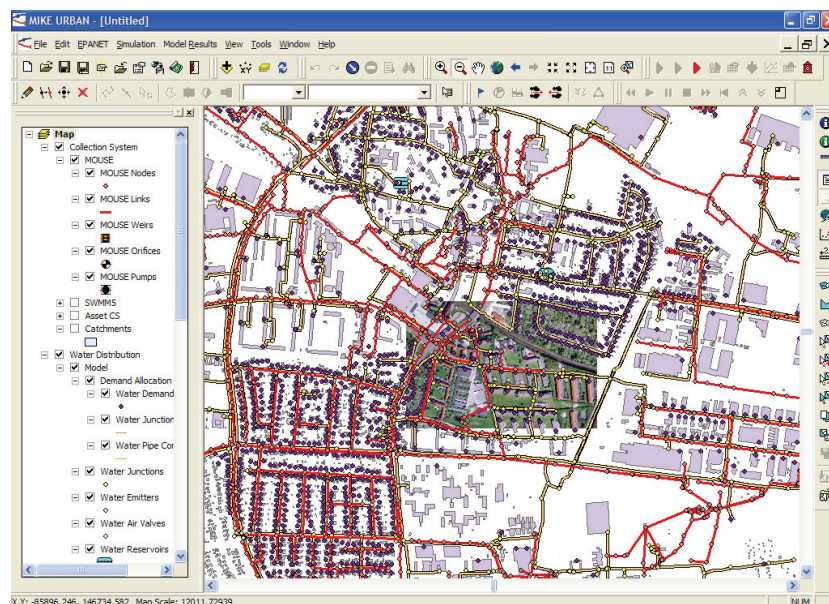 MIKE URBAN - [Untitled]
File Edit EPANET Simulation Model Results View Tools Window Help
Map
Collection System
MOUSE
MOUSE Nodes
MOUSE Links
MOUSE Weirs
MOUSE Orifices
MOUSE Pumps
SWMM5
Asset CS
Catchments
Water Distribution
Model
Demand Allocation
Water Demand
Water Junction
Water Pipe Cor
Water Junctions
Water Emitters
Water Air Valves
Water Reservoirs
X,Y: -85896.246, 146734.582 Map Scale: 12011.72939
NUM